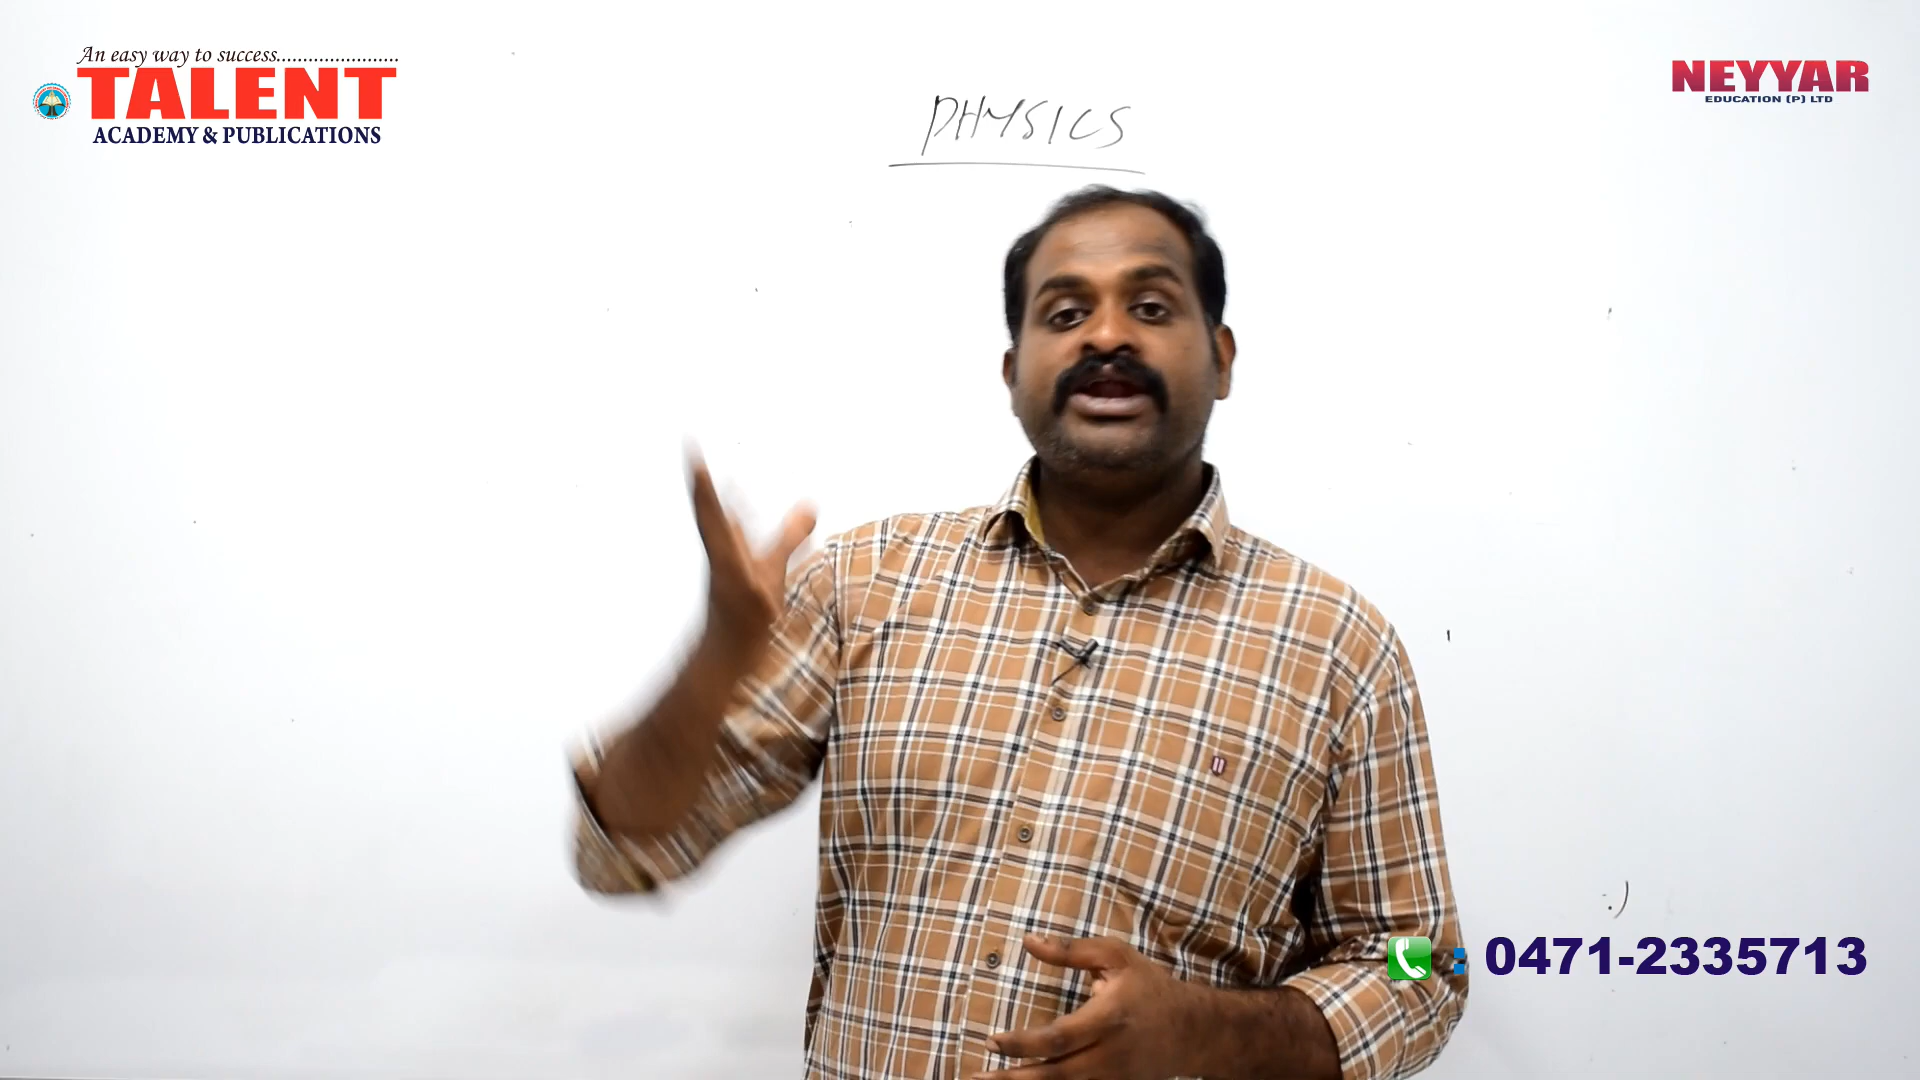 An easy way to success......................
TALENT
ACADEMY & PUBLICATIONS
NEYYAR
EDUCATION (P) LTD
PHYSICS
: 0471-2335713